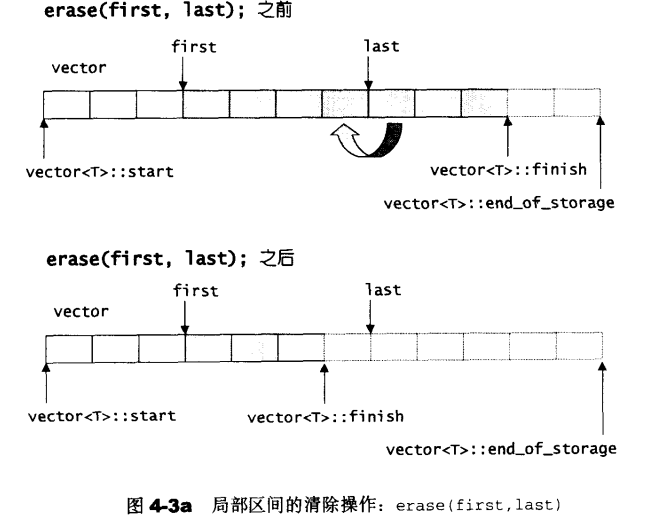 erase(first, last); 之前
first last
vector
vector<T>::start vector<T>::finish
vector<T>::end_of_storage
erase(first, last); 之后
first last
vector
vector<T>::start vector<T>::finish
vector<T>::end_of_storage
图 4-3a 局部区间的清除操作：erase(first,last)